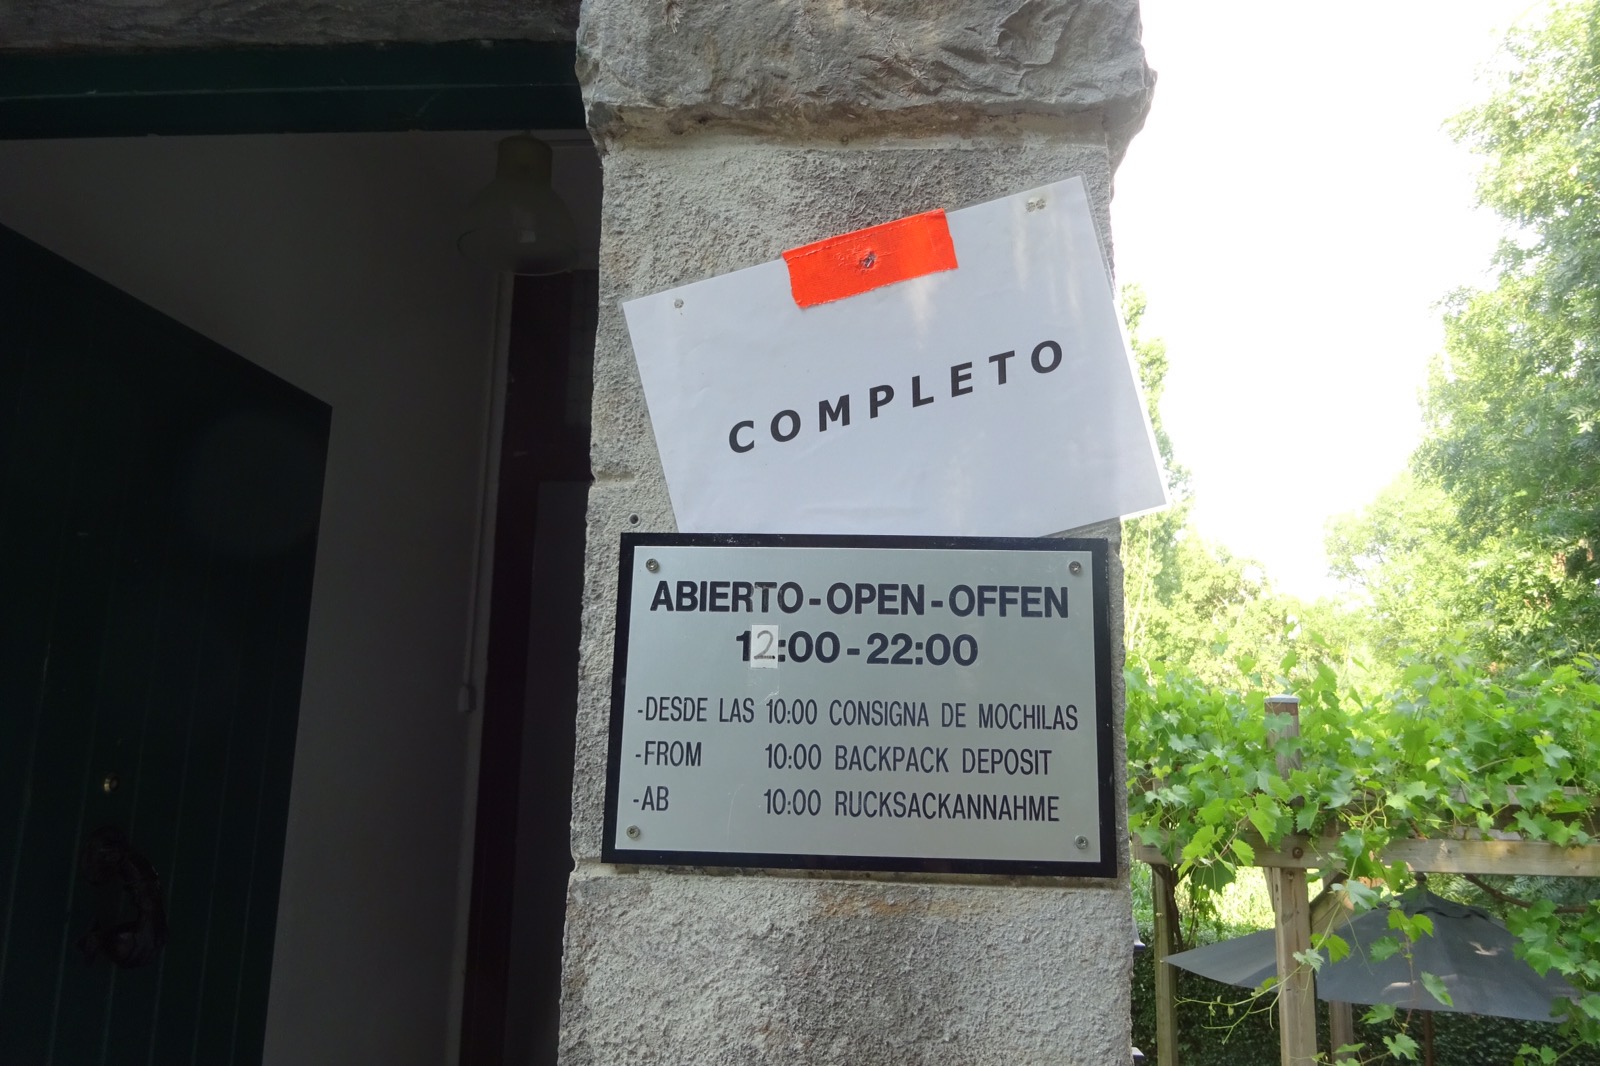 COMPLETO
ABIERTO-OPEN-OFFEN
12:00-22:00
-DESDE LAS 10:00 CONSIGNA DE MOCHILAS
-FROM 10:00 BACKPACK DEPOSIT
-AB 10:00 RUCKSACKANNAHME